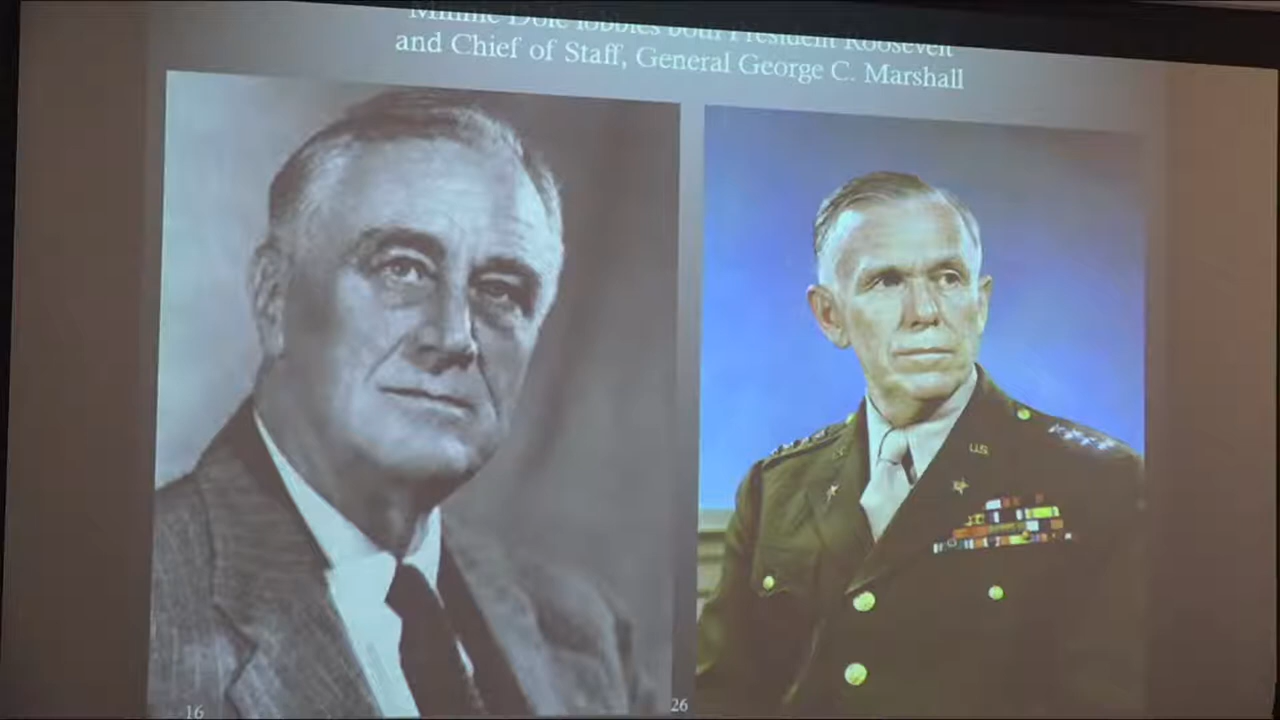 Minnie Dole lobbies both President Roosevelt
and Chief of Staff, General George C. Marshall
U.S.
16
26